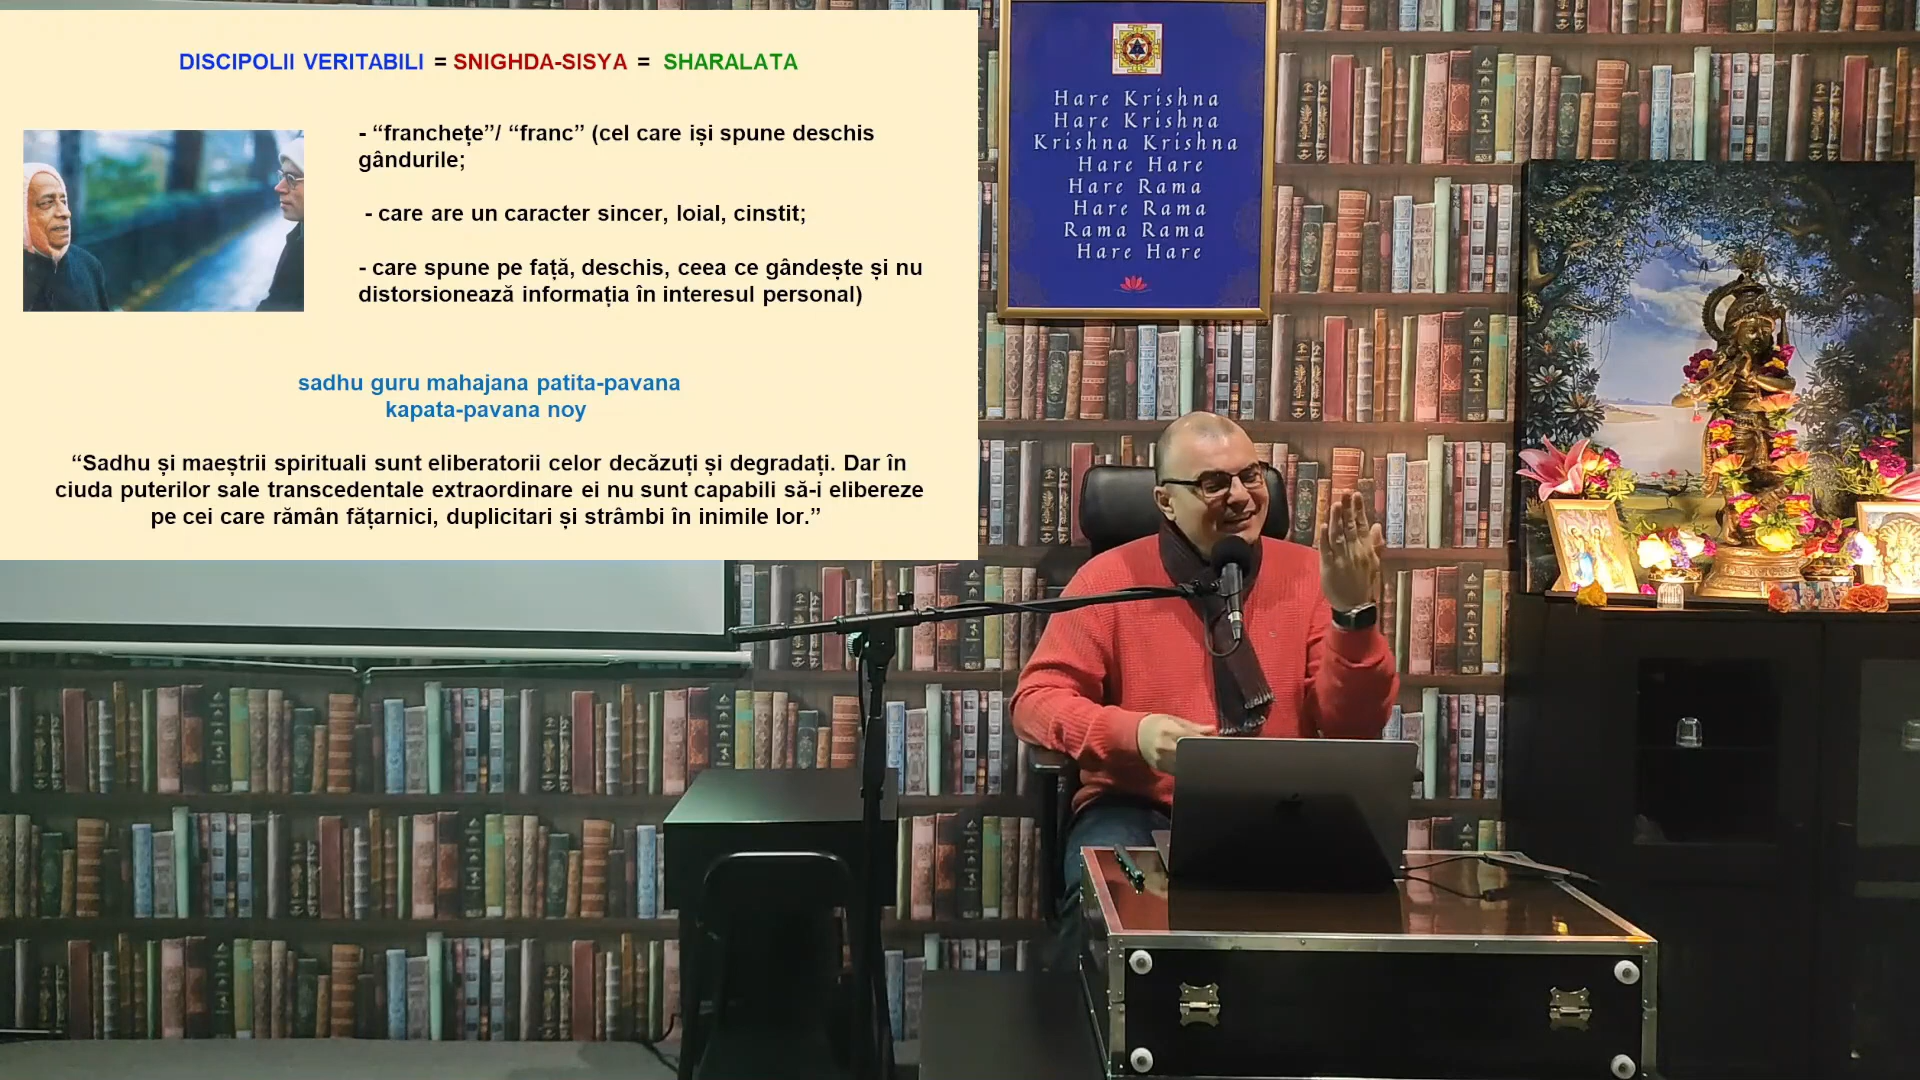 DISCIPOLII VERITABILI = SNIGHDA-SISYA = SHARALATA
- “franchețe”/ “franc” (cel care iși spune deschis
gândurile;
- care are un caracter sincer, loial, cinstit;
- care spune pe față, deschis, ceea ce gândește și nu
distorsionează informația în interesul personal)
sadhu guru mahajana patita-pavana
kapata-pavana noy
“Sadhu și maeștrii spirituali sunt eliberatorii celor decăzuți și degradați. Dar în
ciuda puterilor sale transcedentale extraordinare ei nu sunt capabili să-i elibereze
pe cei care rămân fățarnici, duplicitari și strâmbi în inimile lor.”
Hare Krishna
Hare Krishna
Krishna Krishna
Hare Hare
Hare Rama
Hare Rama
Rama Rama
Hare Hare